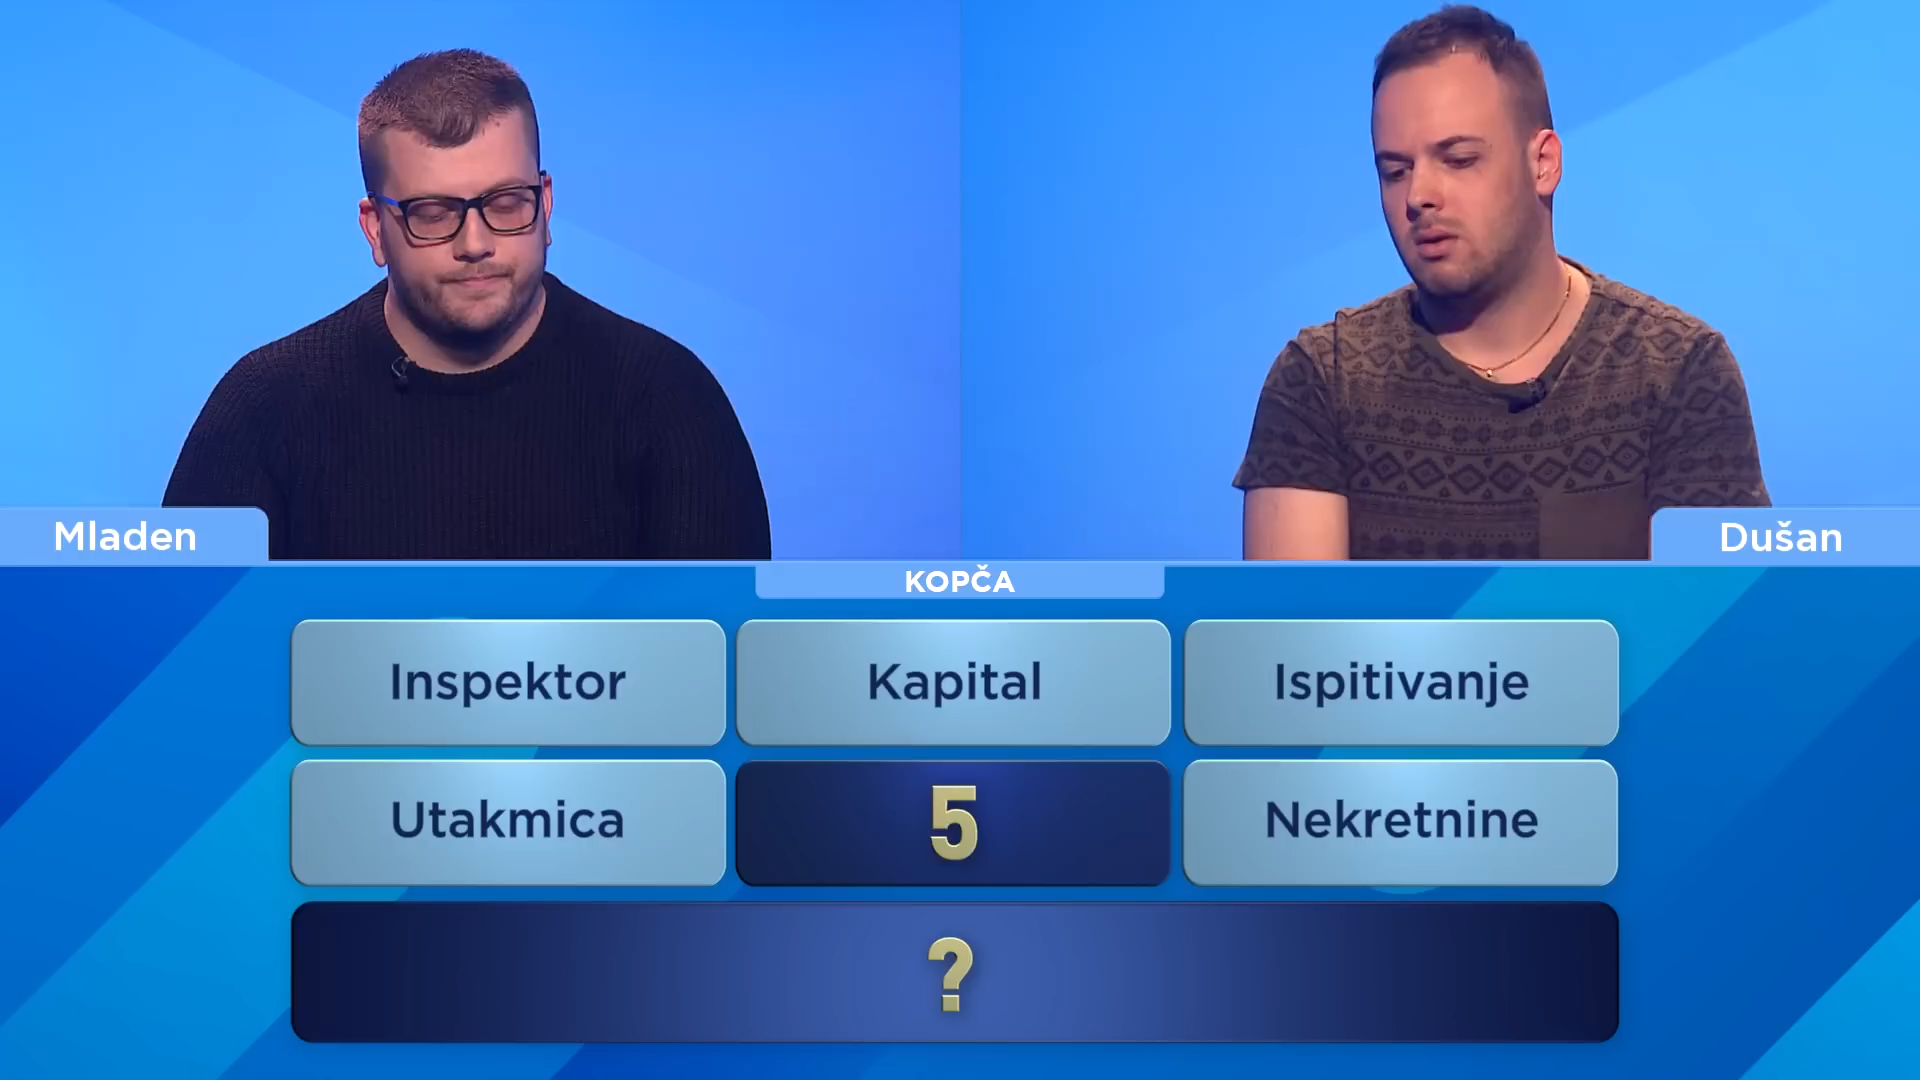 Mladen
Dušan
KOPČA
Inspektor
Kapital
Ispitivanje
Utakmica
5
Nekretnine
?